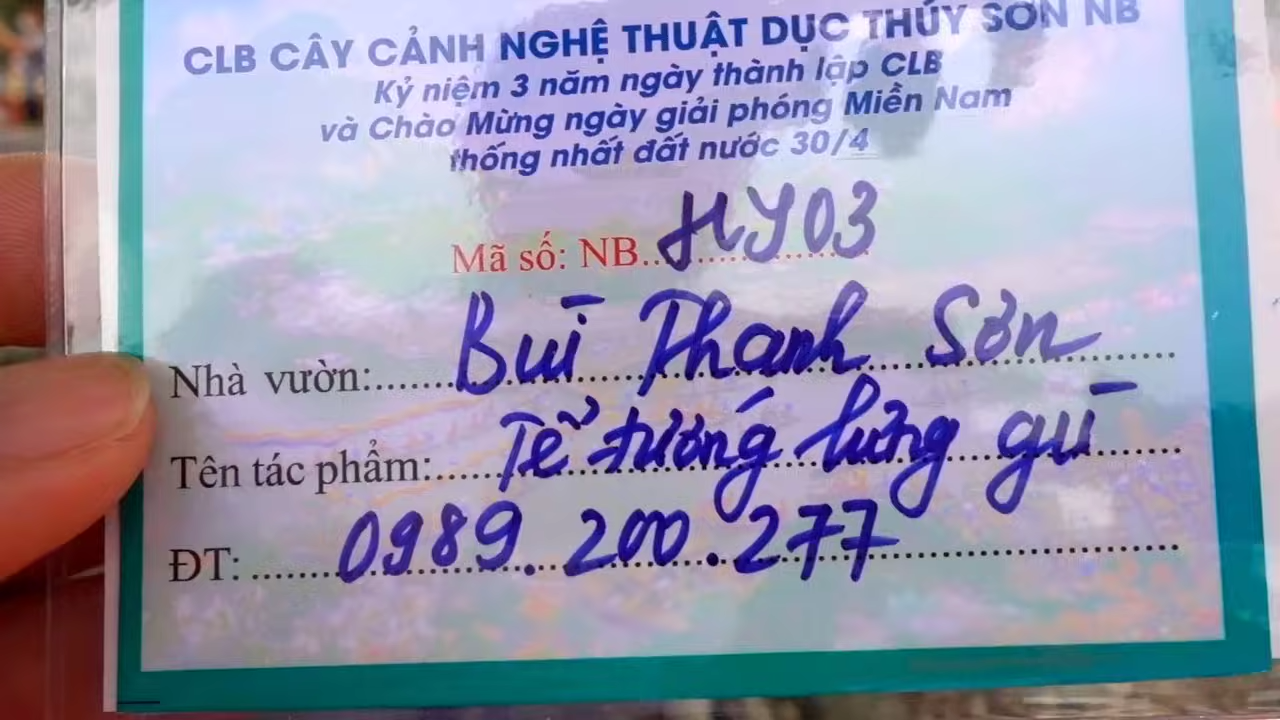 CLB CÂY CẢNH NGHỆ THUẬT DỤC THÚY SƠN NB
Kỷ niệm 3 năm ngày thành lập CLB
và Chào Mừng ngày giải phóng Miền Nam
thống nhất đất nước 30/4
Mã số: NB..HY03
Nhà vườn:......Bùi Thanh Sơn......
Tên tác phẩm:......Tể tướng lưng gù......
ĐT: ......0989.200.277......